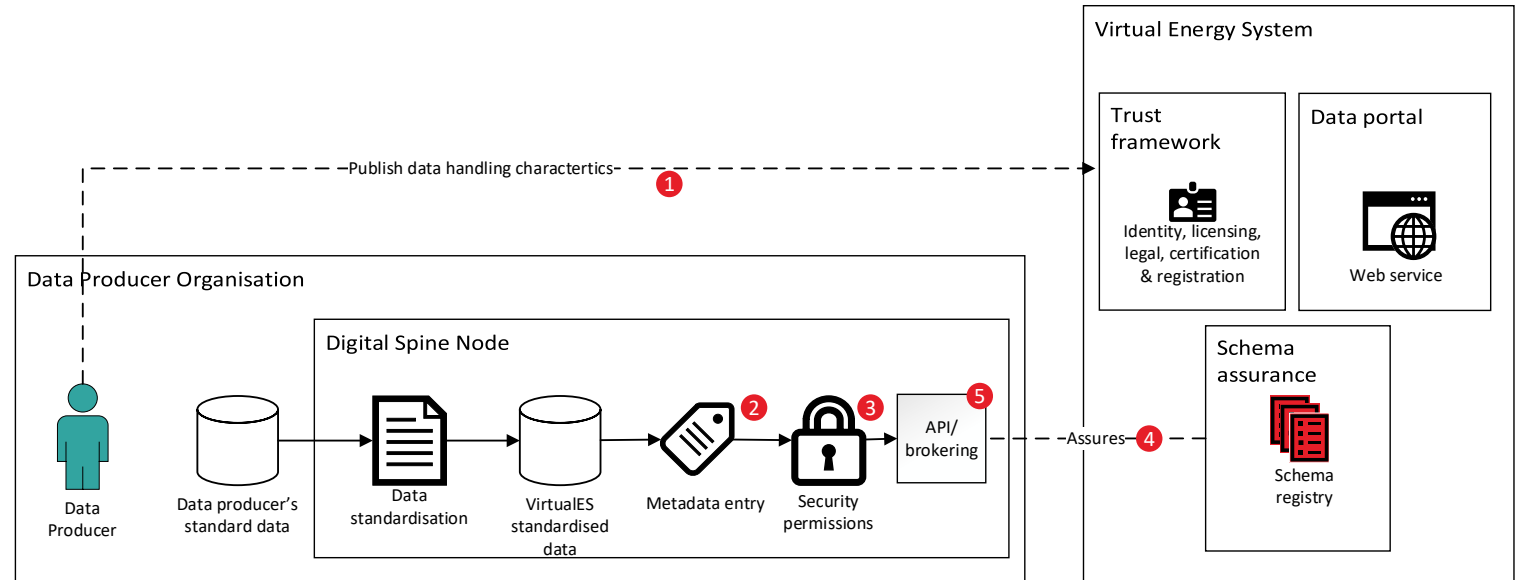 Virtual Energy System
Trust
framework
Data portal
Identity, licensing,
legal, certification
& registration
Web service
Publish data handling charactertics
1
Data Producer Organisation
Digital Spine Node
Schema
assurance
2
3
5
API/
brokering
Assures
4
Data
Producer
Data producer's
standard data
Data
standardisation
VirtualES
standardised
data
Metadata entry
Security
permissions
Schema
registry